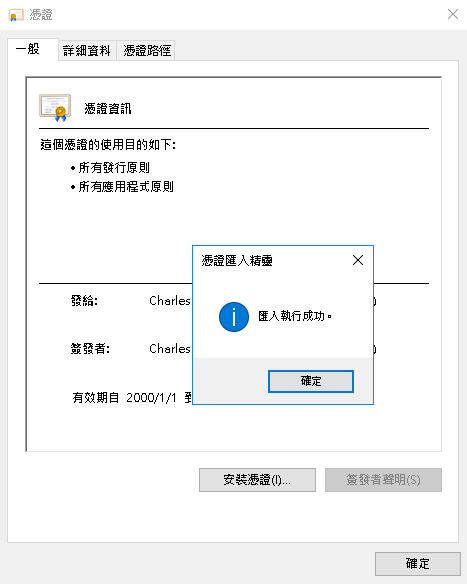 憑證
一般
詳細資料
憑證路徑
憑證資訊
這個憑證的使用目的如下:
• 所有發行原則
• 所有應用程式原則
發給: Charles
簽發者: Charles
有效期自 2000/1/1 到
憑證匯入精靈
匯入執行成功。
確定
安裝憑證(I)...
簽發者聲明(S)
確定